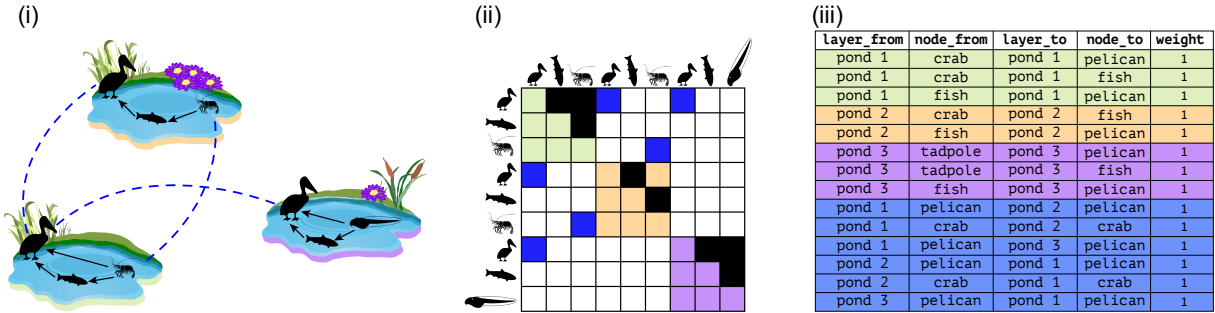 (i)
(ii)
(iii)
layer_from node_from layer_to node_to weight
pond 1 crab pond 1 pelican 1
pond 1 crab pond 1 fish 1
pond 1 fish pond 1 pelican 1
pond 2 crab pond 2 fish 1
pond 2 fish pond 2 pelican 1
pond 3 tadpole pond 3 pelican 1
pond 3 tadpole pond 3 fish 1
pond 3 fish pond 3 pelican 1
pond 1 pelican pond 2 pelican 1
pond 1 crab pond 2 crab 1
pond 1 pelican pond 3 pelican 1
pond 2 pelican pond 1 pelican 1
pond 2 crab pond 1 crab 1
pond 3 pelican pond 1 pelican 1